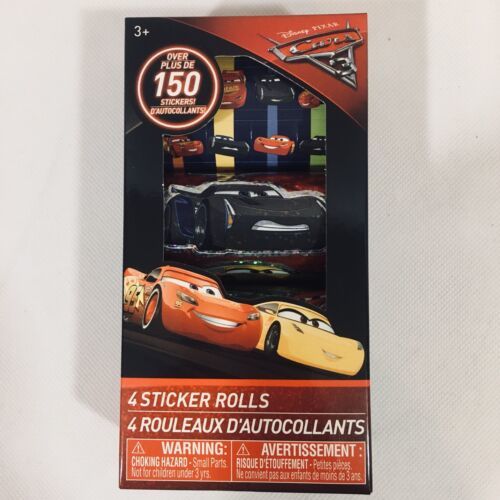 3+
OVER
PLUS DE
150
STICKERS!
D'AUTOCOLLANTS!
Disney PIXAR
Cars
3
95
4 STICKER ROLLS
4 ROULEAUX D'AUTOCOLLANTS
WARNING:
CHOKING HAZARD - Small Parts.
Not for children under 3 yrs.
AVERTISSEMENT :
RISQUE D'ÉTOUFFEMENT - Petites pièces.
Ne convient pas aux enfants de moins de 3 ans.